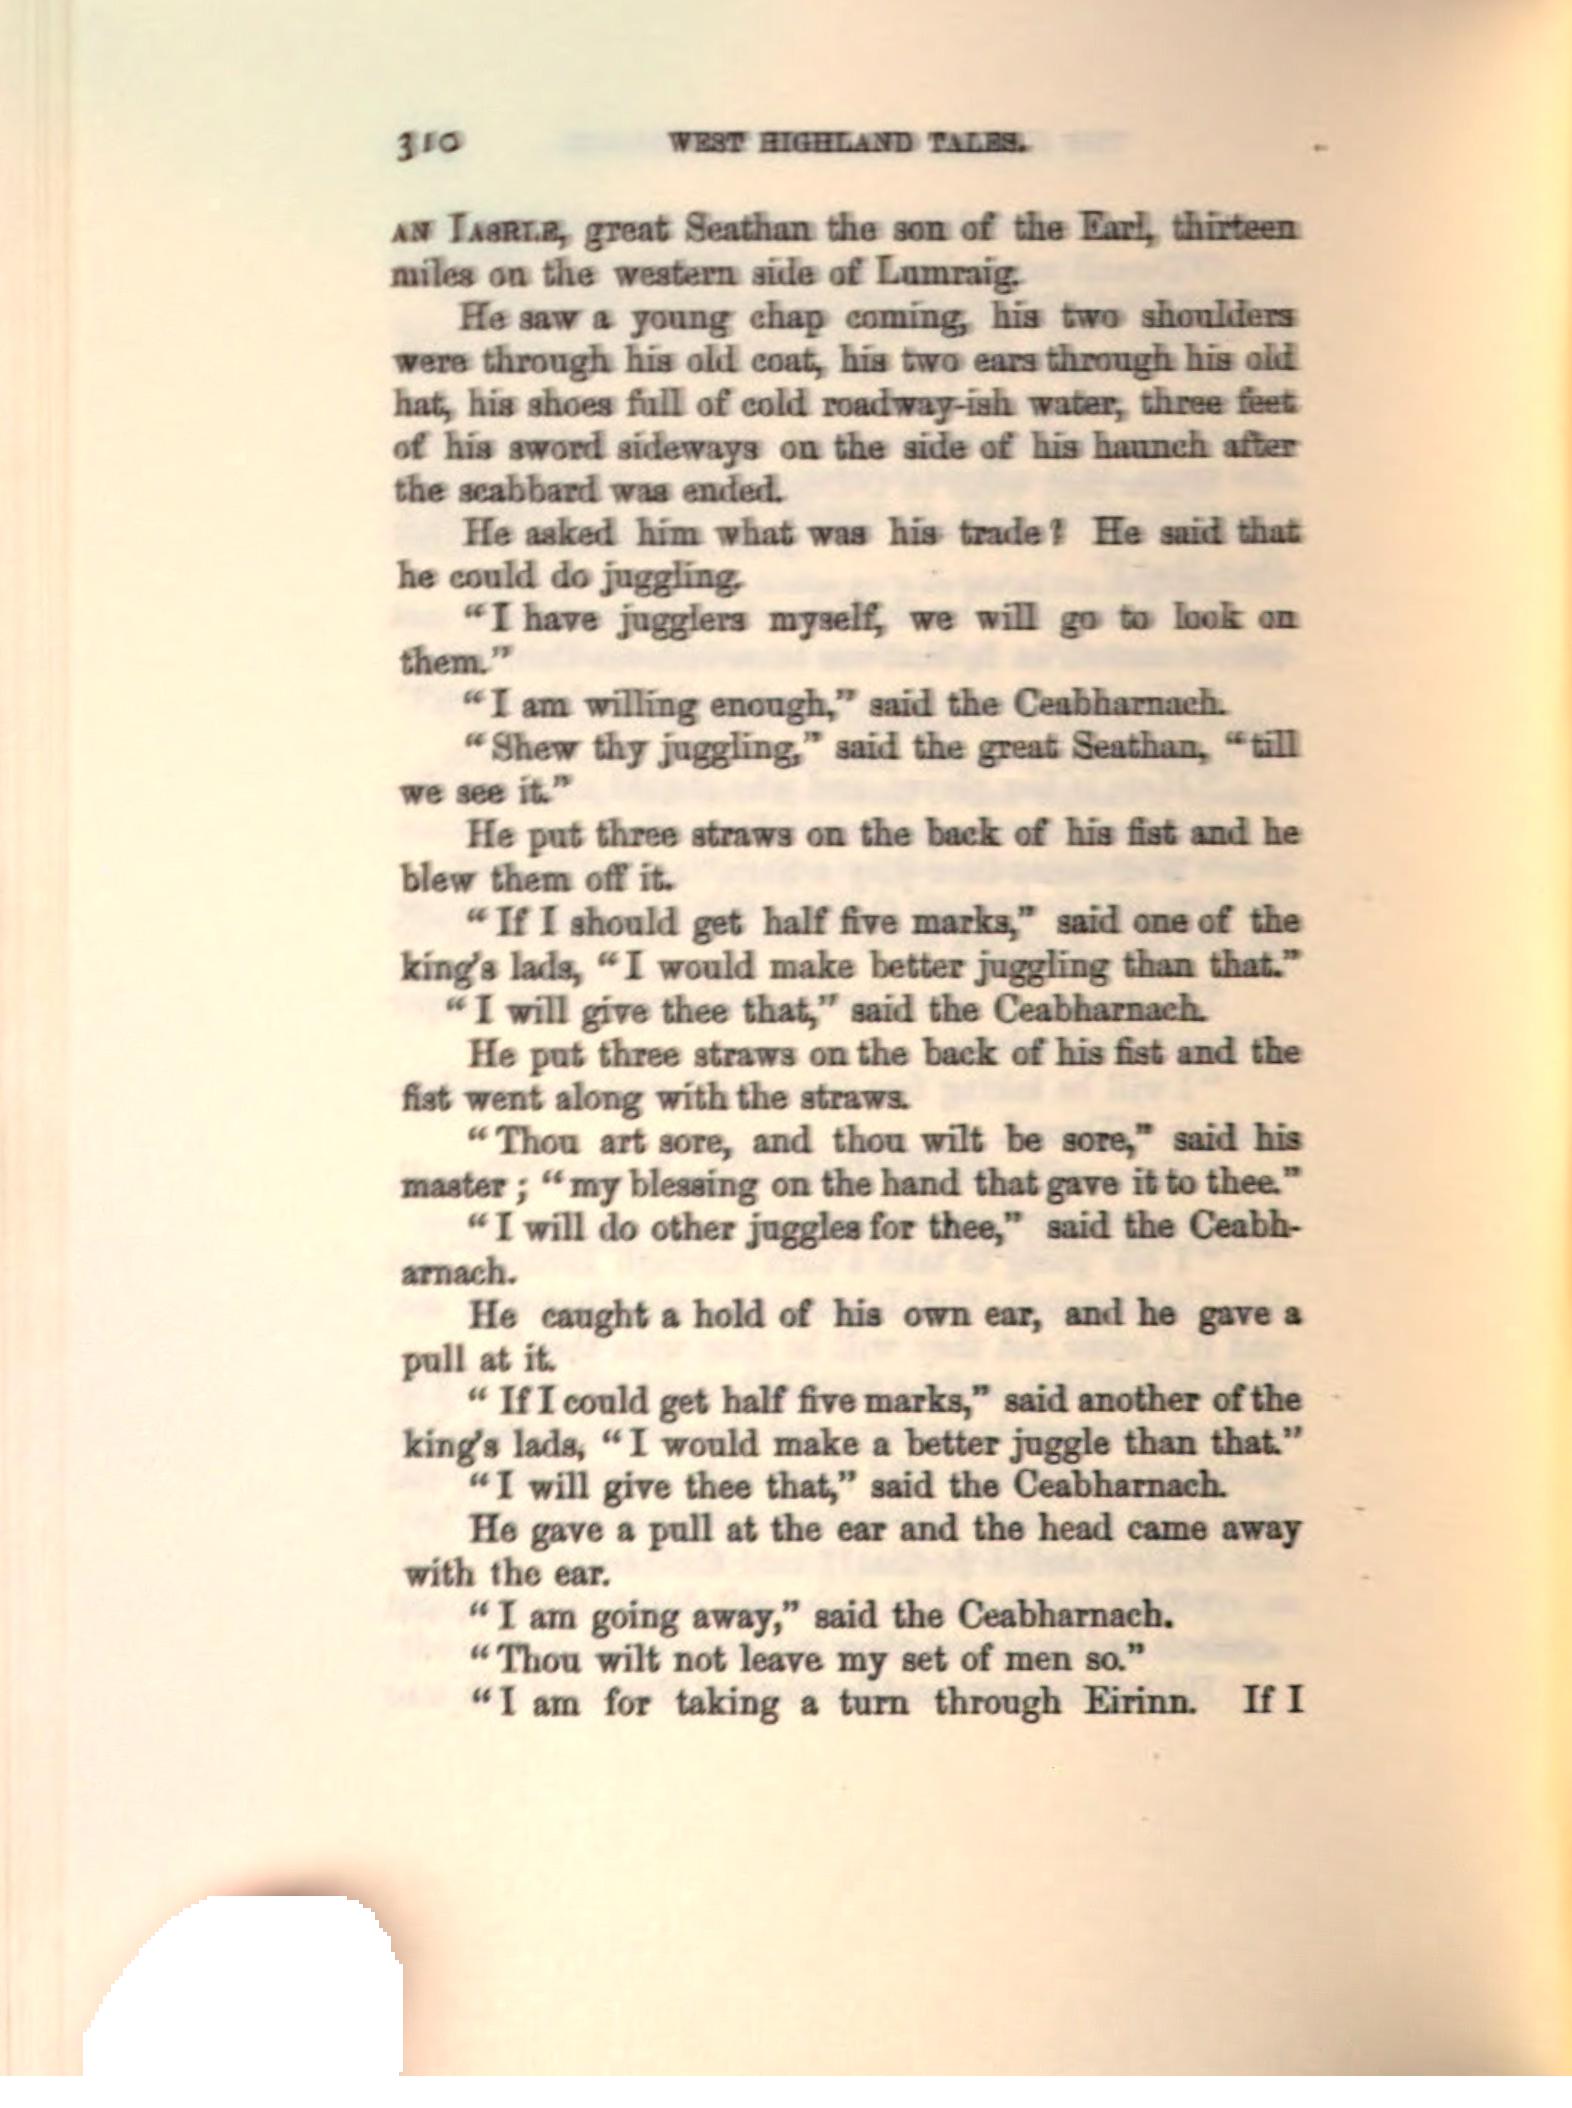 310 WEST HIGHLAND TALES.
AN IASRLE, great Seathan the son of the Earl, thirteen
miles on the western side of Lumraig.
He saw a young chap coming, his two shoulders
were through his old coat, his two ears through his old
hat, his shoes full of cold roadway-ish water, three feet
of his sword sideways on the side of his haunch after
the scabbard was ended.
He asked him what was his trade? He said that
he could do juggling.
“I have jugglers myself, we will go to look on
them.”
“I am willing enough,” said the Ceabharnach.
“Shew thy juggling,” said the great Seathan, “till
we see it.”
He put three straws on the back of his fist and he
blew them off it.
“If I should get half five marks,” said one of the
king's lads, “I would make better juggling than that.”
“I will give thee that,” said the Ceabharnach.
He put three straws on the back of his fist and the
fist went along with the straws.
“Thou art sore, and thou wilt be sore,” said his
master; “my blessing on the hand that gave it to thee.”
“I will do other juggles for thee,” said the Ceabh-
arnach.
He caught a hold of his own ear, and he gave a
pull at it.
“If I could get half five marks,” said another of the
king's lads, “I would make a better juggle than that.”
“I will give thee that,” said the Ceabharnach.
He gave a pull at the ear and the head came away
with the ear.
“I am going away,” said the Ceabharnach.
“Thou wilt not leave my set of men so.”
“I am for taking a turn through Eirinn. If I